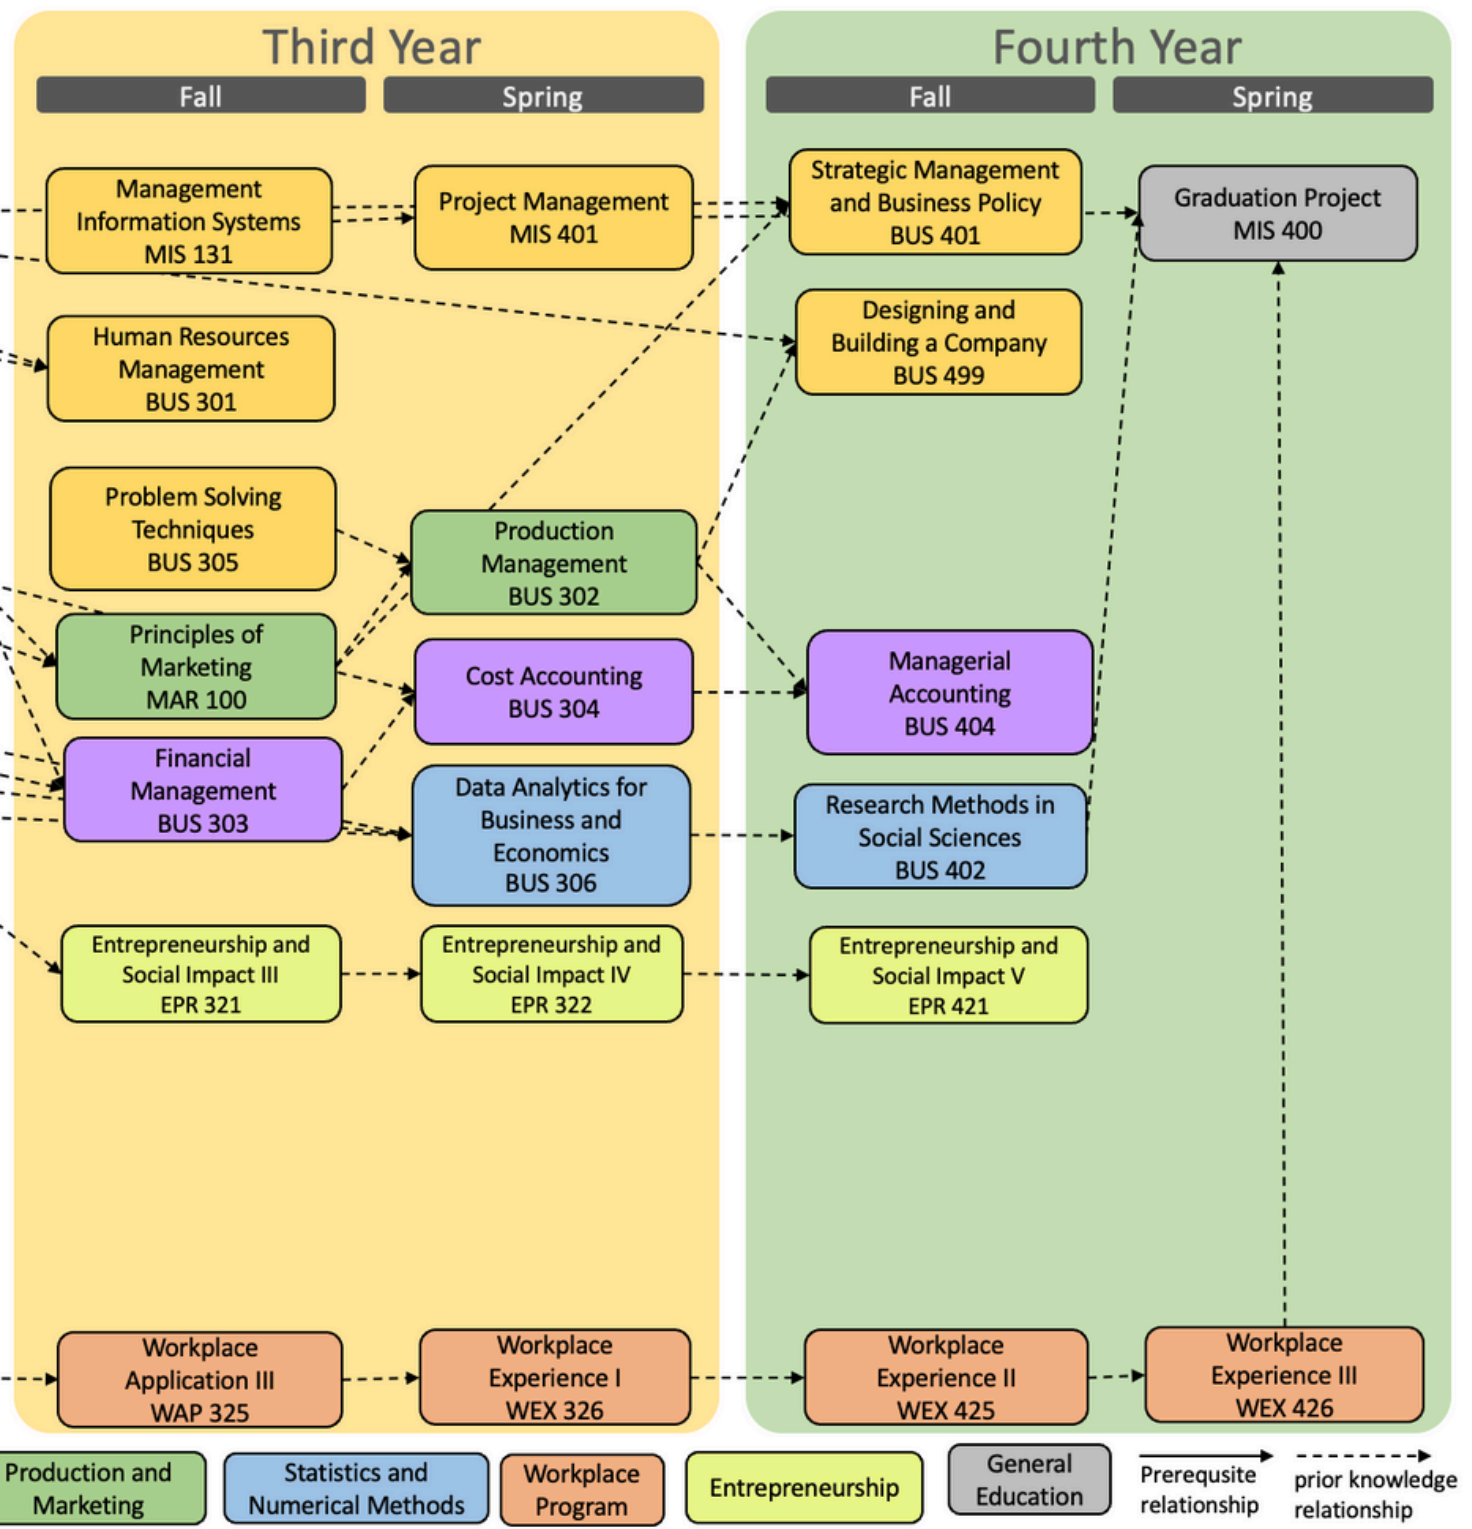 Third Year
Fourth Year
Fall
Spring
Fall
Spring
Management
Information Systems
MIS 131
Project Management
MIS 401
Strategic Management
and Business Policy
BUS 401
Graduation Project
MIS 400
Human Resources
Management
BUS 301
Designing and
Building a Company
BUS 499
Problem Solving
Techniques
BUS 305
Production
Management
BUS 302
Principles of
Marketing
MAR 100
Cost Accounting
BUS 304
Managerial
Accounting
BUS 404
Financial
Management
BUS 303
Data Analytics for
Business and
Economics
BUS 306
Research Methods in
Social Sciences
BUS 402
Entrepreneurship and
Social Impact III
EPR 321
Entrepreneurship and
Social Impact IV
EPR 322
Entrepreneurship and
Social Impact V
EPR 421
Workplace
Application III
WAP 325
Workplace
Experience I
WEX 326
Workplace
Experience II
WEX 425
Workplace
Experience III
WEX 426
Production and
Marketing
Statistics and
Numerical Methods
Workplace
Program
Entrepreneurship
General
Education
Prerequsite
relationship
prior knowledge
relationship